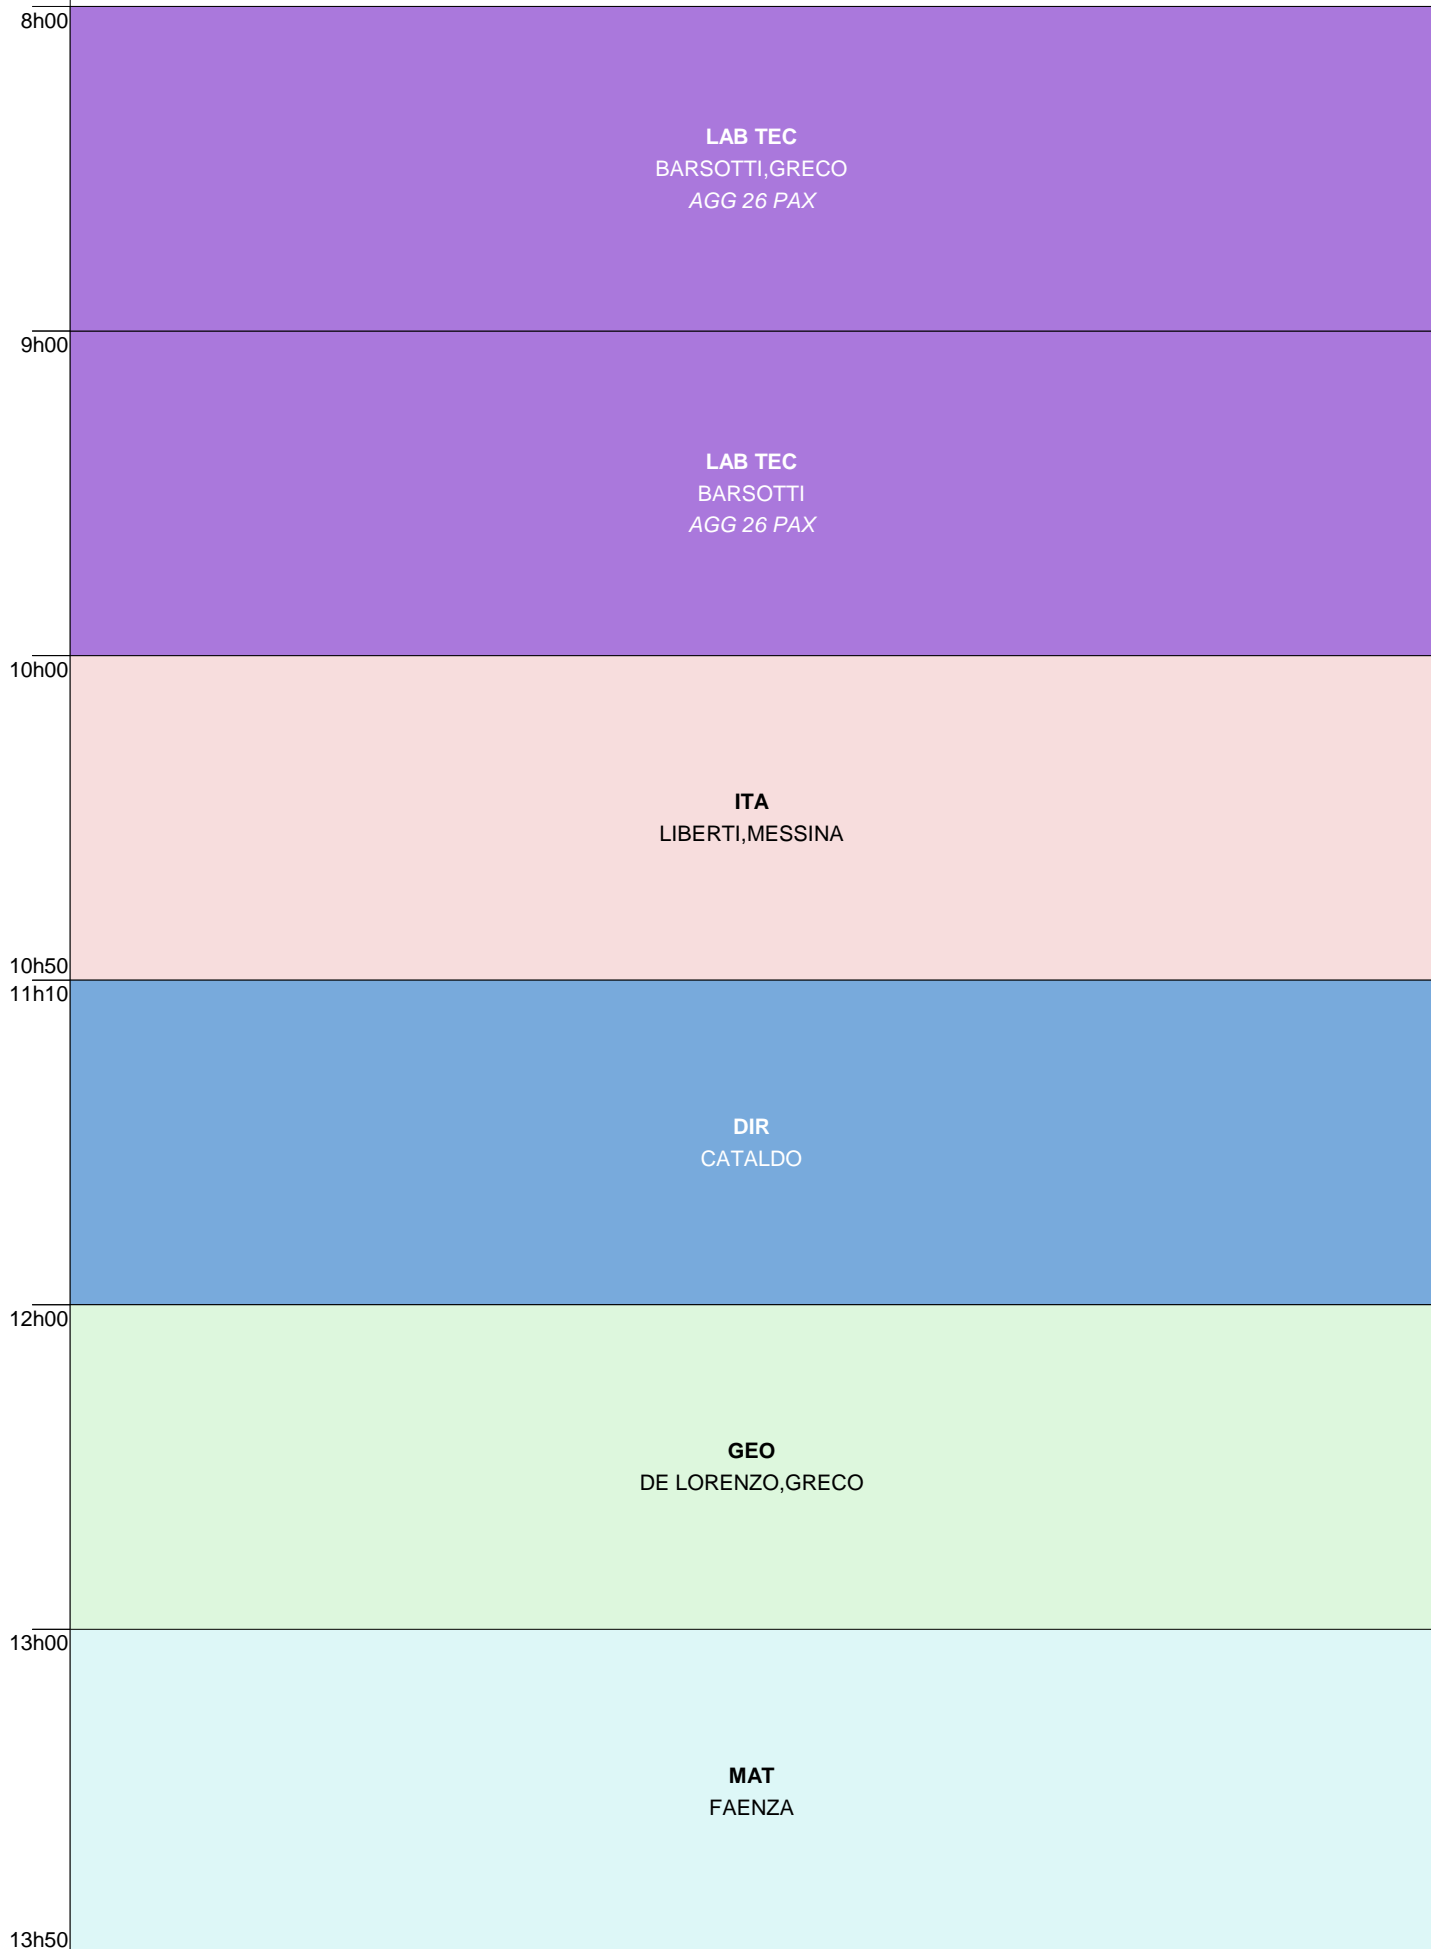 8h00
LAB TEC
BARSOTTI,GRECO
AGG 26 PAX
9h00
LAB TEC
BARSOTTI
AGG 26 PAX
10h00
ITA
LIBERTI,MESSINA
10h50
11h10
DIR
CATALDO
12h00
GEO
DE LORENZO,GRECO
13h00
MAT
FAENZA
13h50